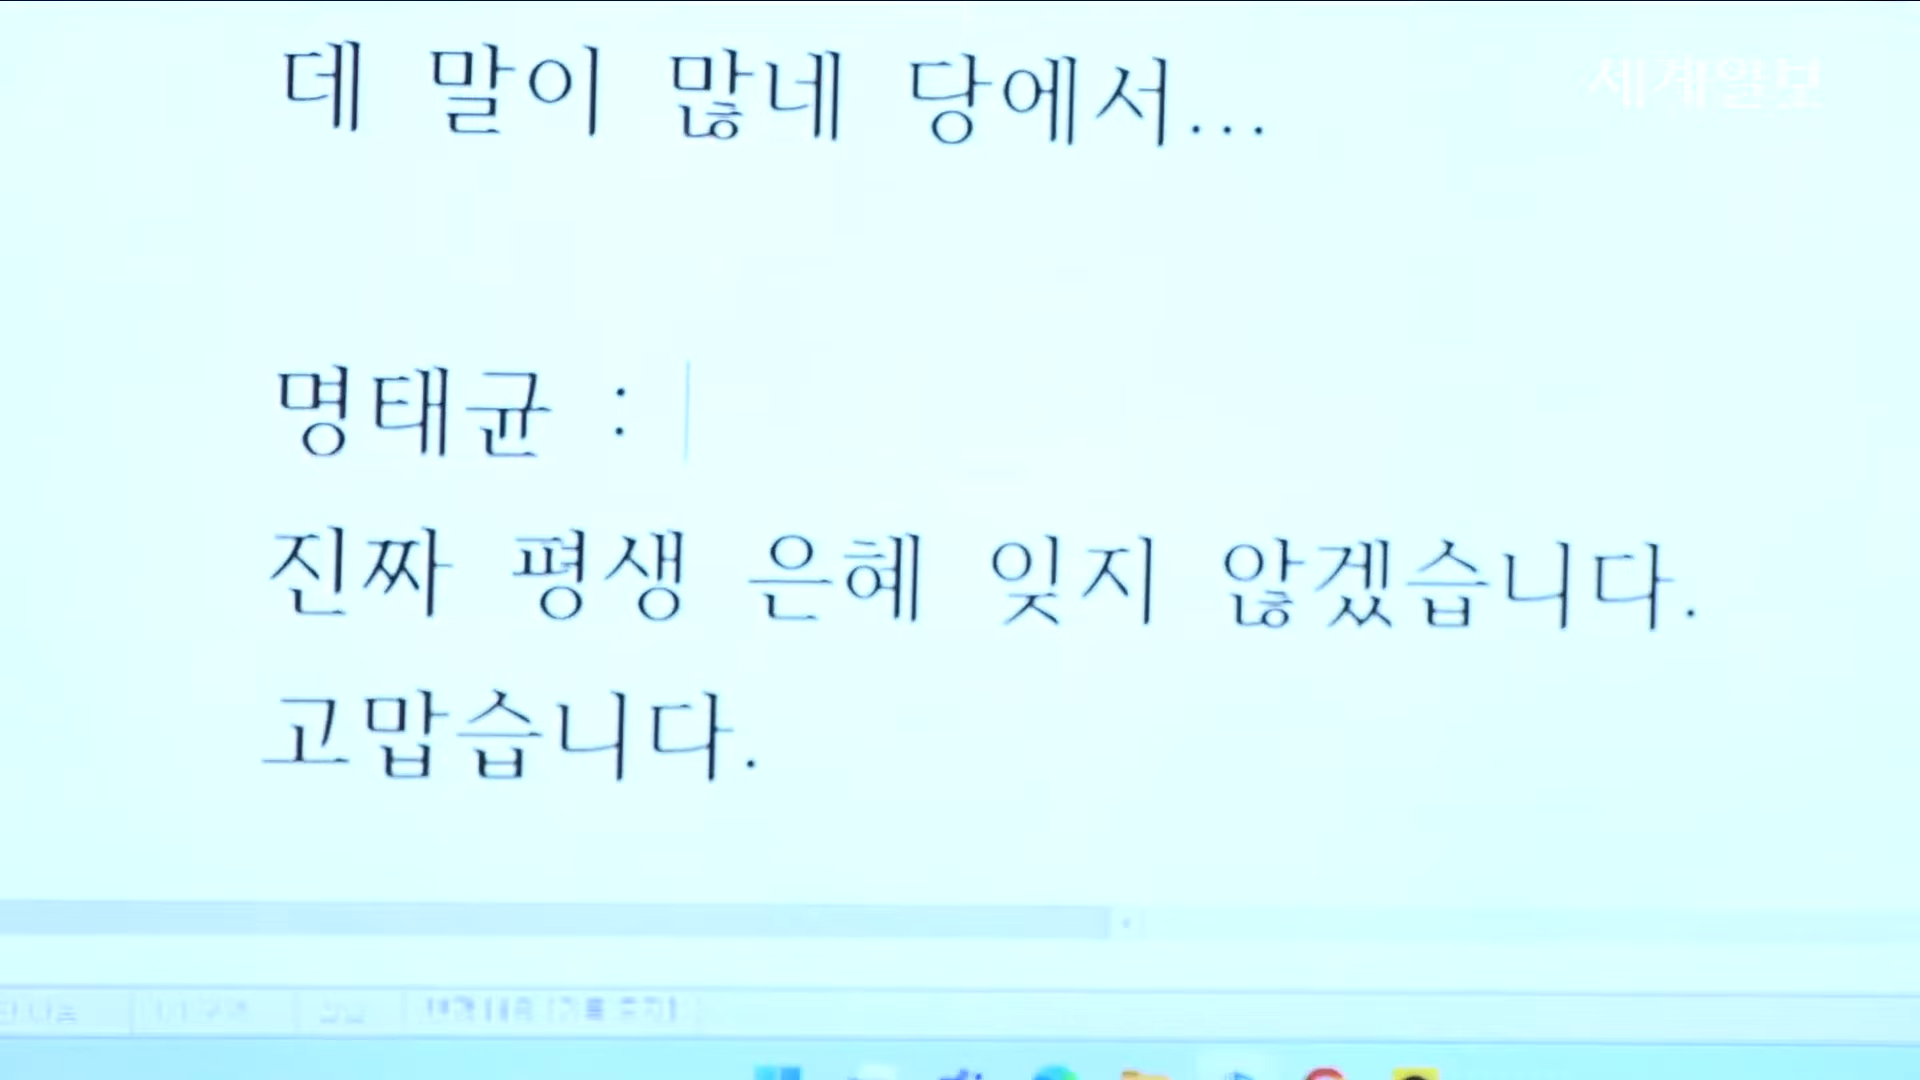 데 말이 많네 당에서...
세계일보
명태균 :
진짜 평생 은혜 잊지 않겠습니다.
고맙습니다.